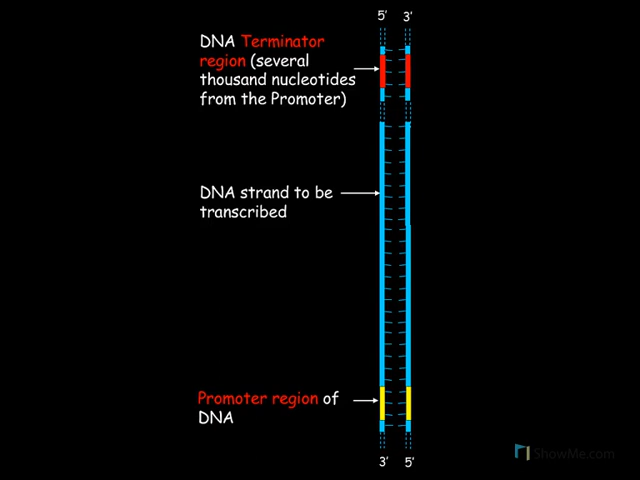 5' 3'
DNA Terminator
region (several
thousand nucleotides
from the Promoter)
DNA strand to be
transcribed
Promoter region of
DNA
3' 5'
ShowMe.com